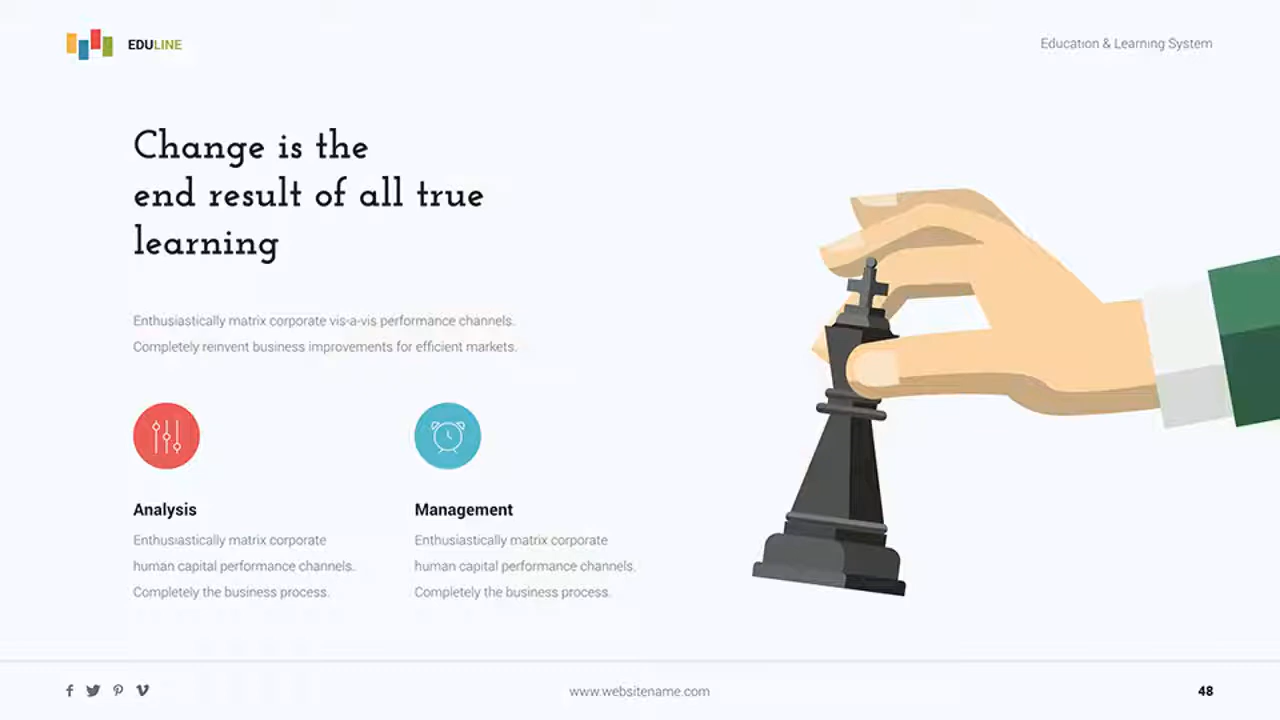 EDULINE
Education & Learning System
Change is the
end result of all true
learning
Enthusiastically matrix corporate vis-a-vis performance channels.
Completely reinvent business improvements for efficient markets.
Analysis
Enthusiastically matrix corporate
human capital performance channels.
Completely the business process.
Management
Enthusiastically matrix corporate
human capital performance channels.
Completely the business process.
www.websitename.com
48